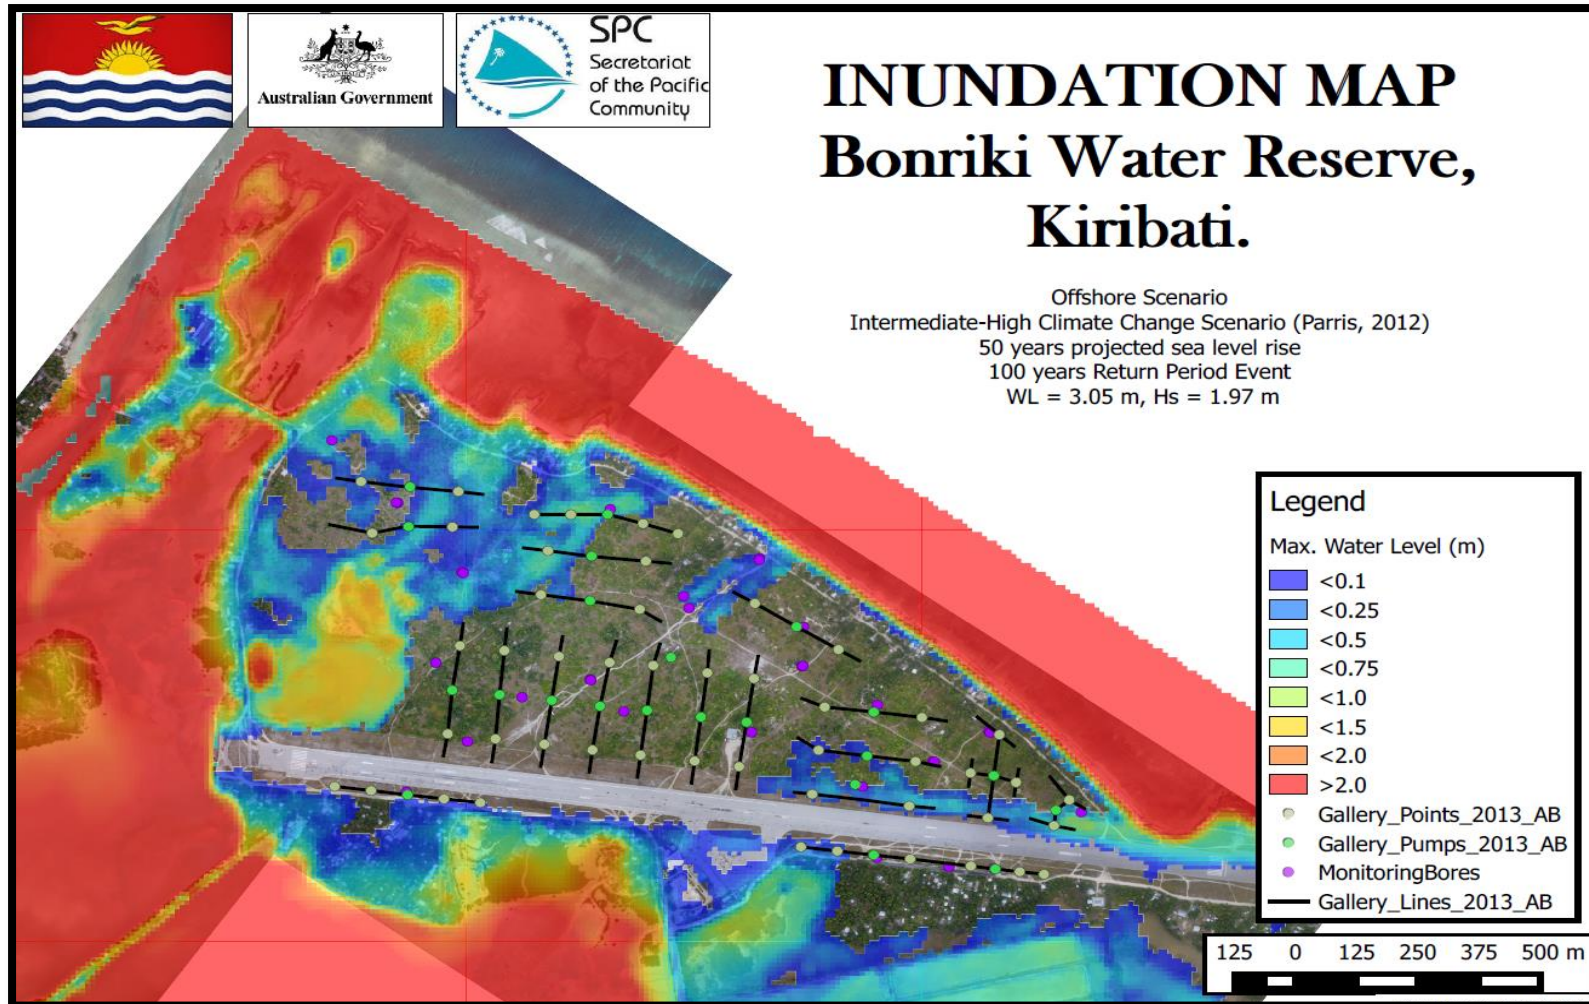 Australian Government
SPC
Secretariat
of the Pacific
Community
INUNDATION MAP
Bonriki Water Reserve,
Kiribati.
Offshore Scenario
Intermediate-High Climate Change Scenario (Parris, 2012)
50 years projected sea level rise
100 years Return Period Event
WL = 3.05 m, Hs = 1.97 m
Legend
Max. Water Level (m)
<0.1
<0.25
<0.5
<0.75
<1.0
<1.5
<2.0
>2.0
Gallery_Points_2013_AB
Gallery_Pumps_2013_AB
MonitoringBores
Gallery_Lines_2013_AB
125 0 125 250 375 500 m